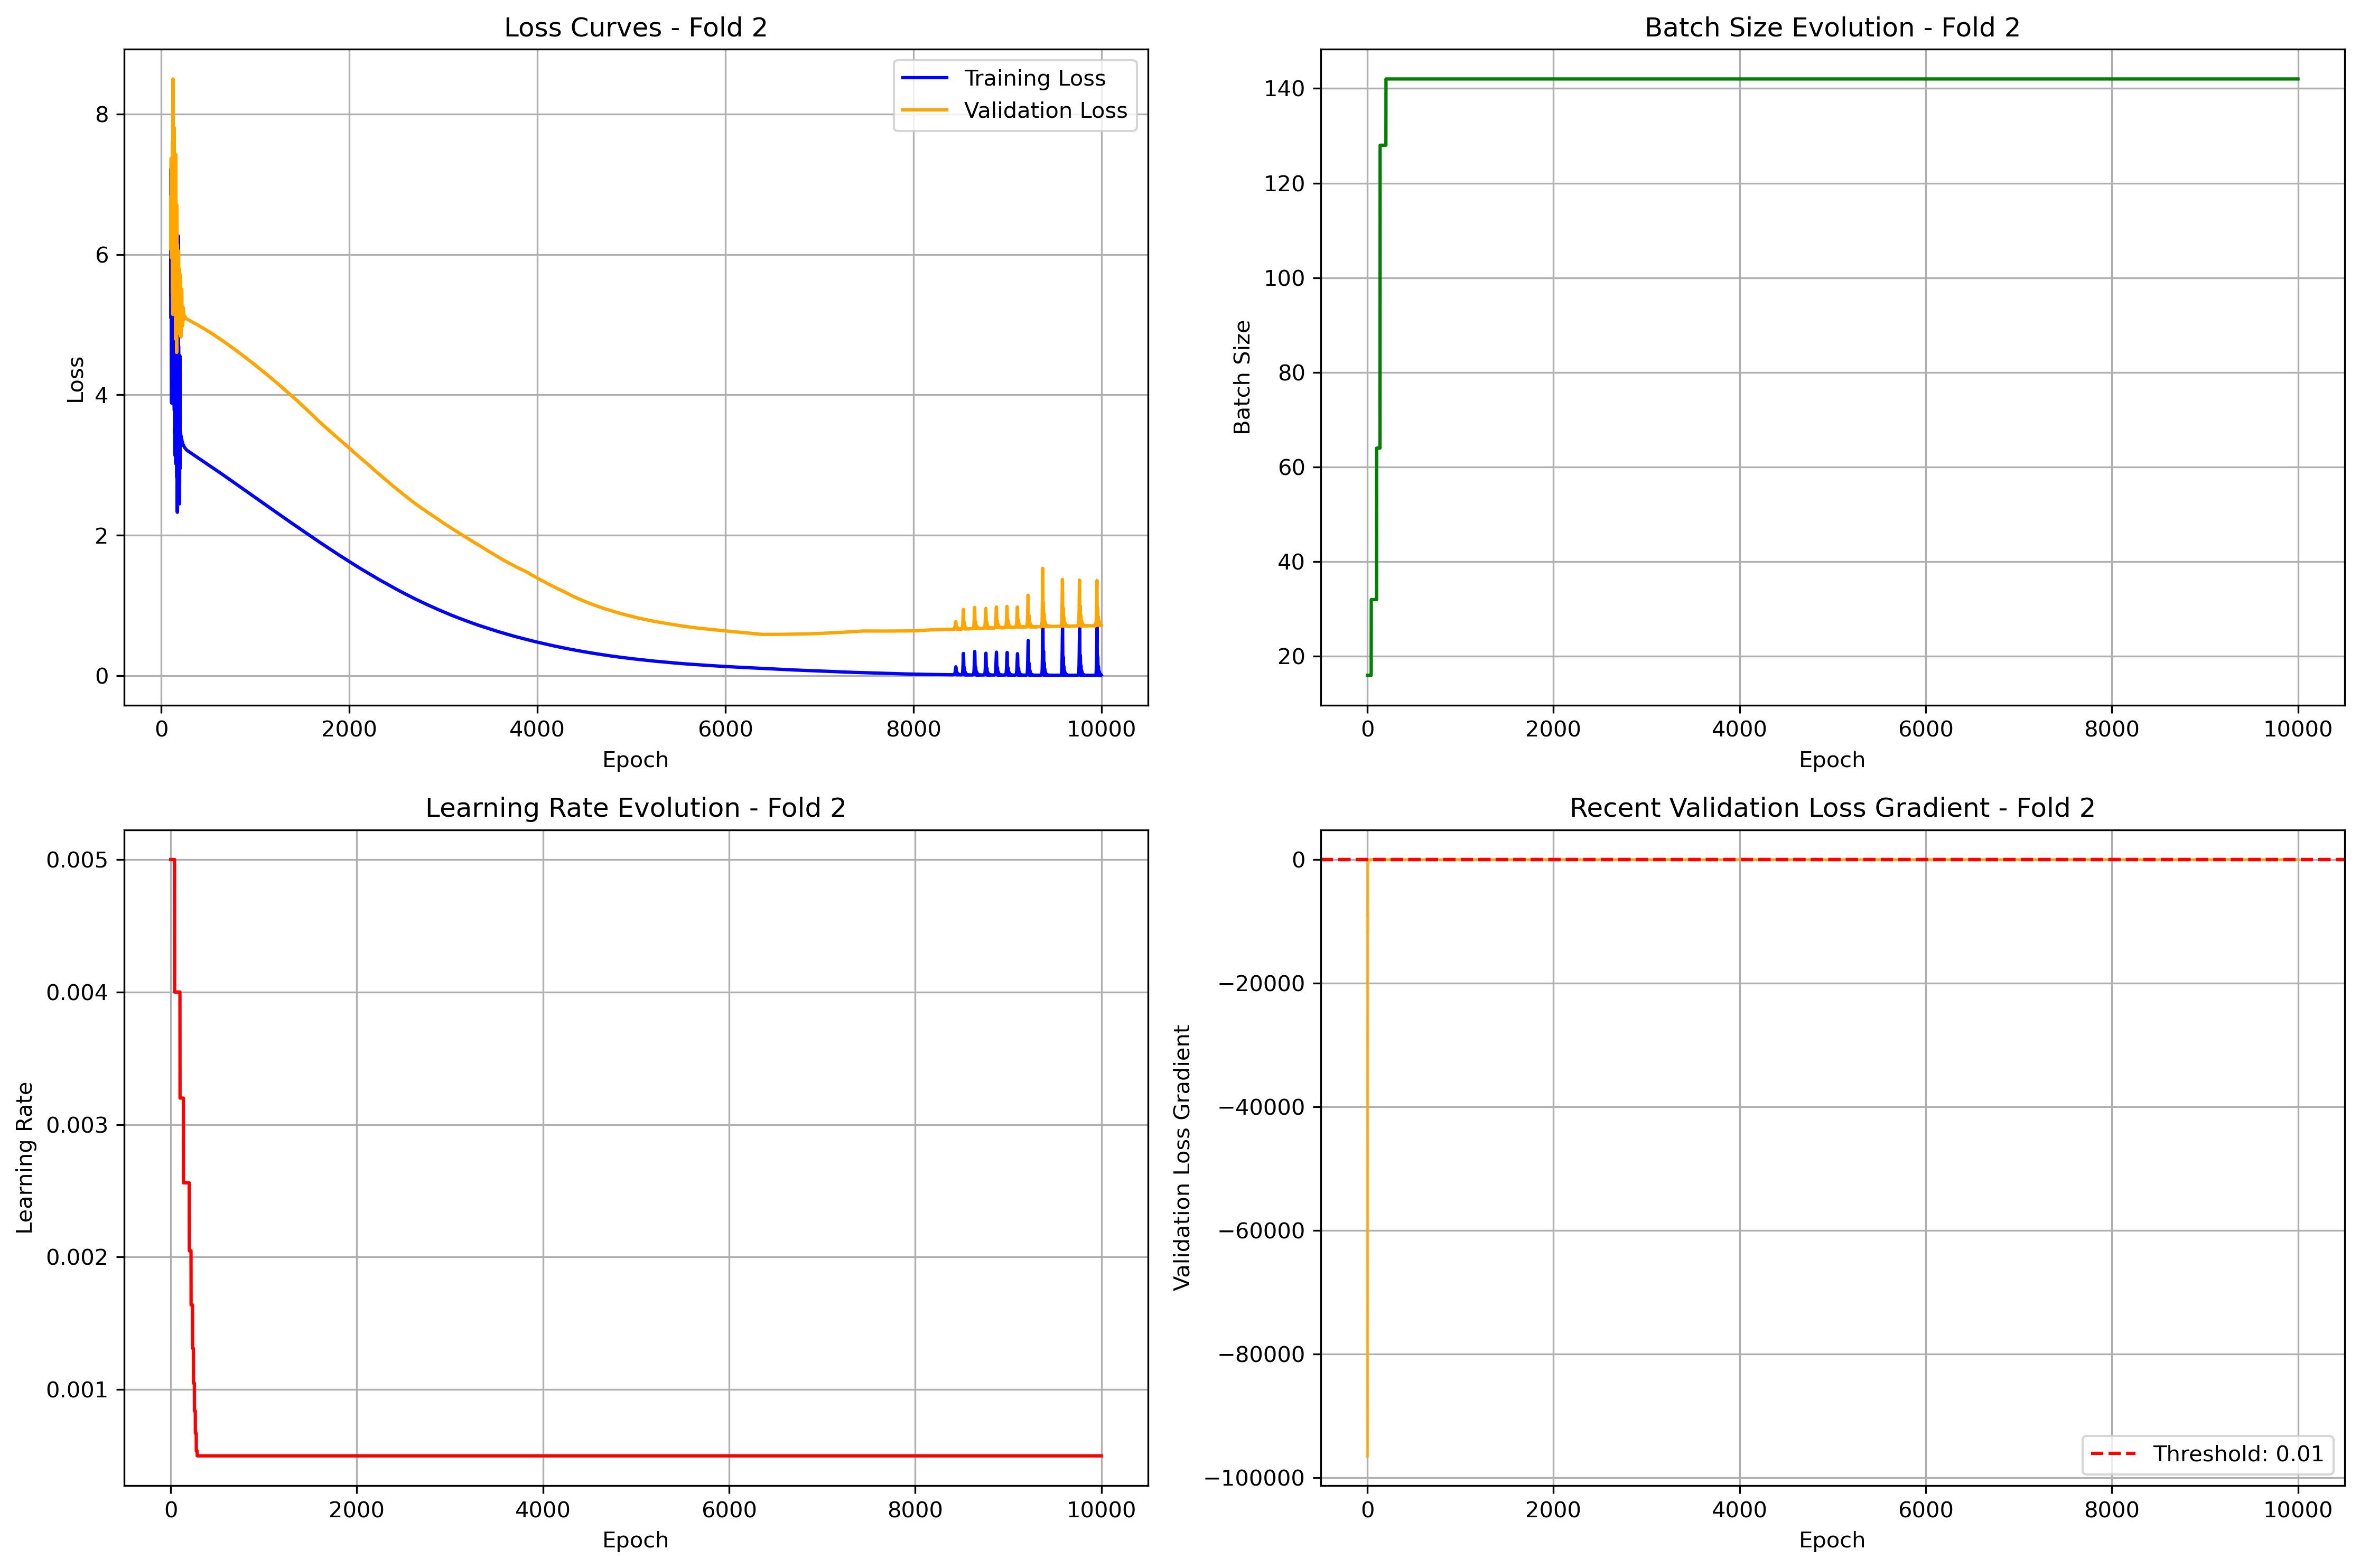 Loss Curves - Fold 2
Loss
8
6
4
2
0
0 2000 4000 6000 8000 10000
Epoch
Training Loss
Validation Loss
Batch Size Evolution - Fold 2
Batch Size
140
120
100
80
60
40
20
0 2000 4000 6000 8000 10000
Epoch
Learning Rate Evolution - Fold 2
Learning Rate
0.005
0.004
0.003
0.002
0.001
0 2000 4000 6000 8000 10000
Epoch
Recent Validation Loss Gradient - Fold 2
Validation Loss Gradient
0
−20000
−40000
−60000
−80000
−100000
0 2000 4000 6000 8000 10000
Epoch
Threshold: 0.01